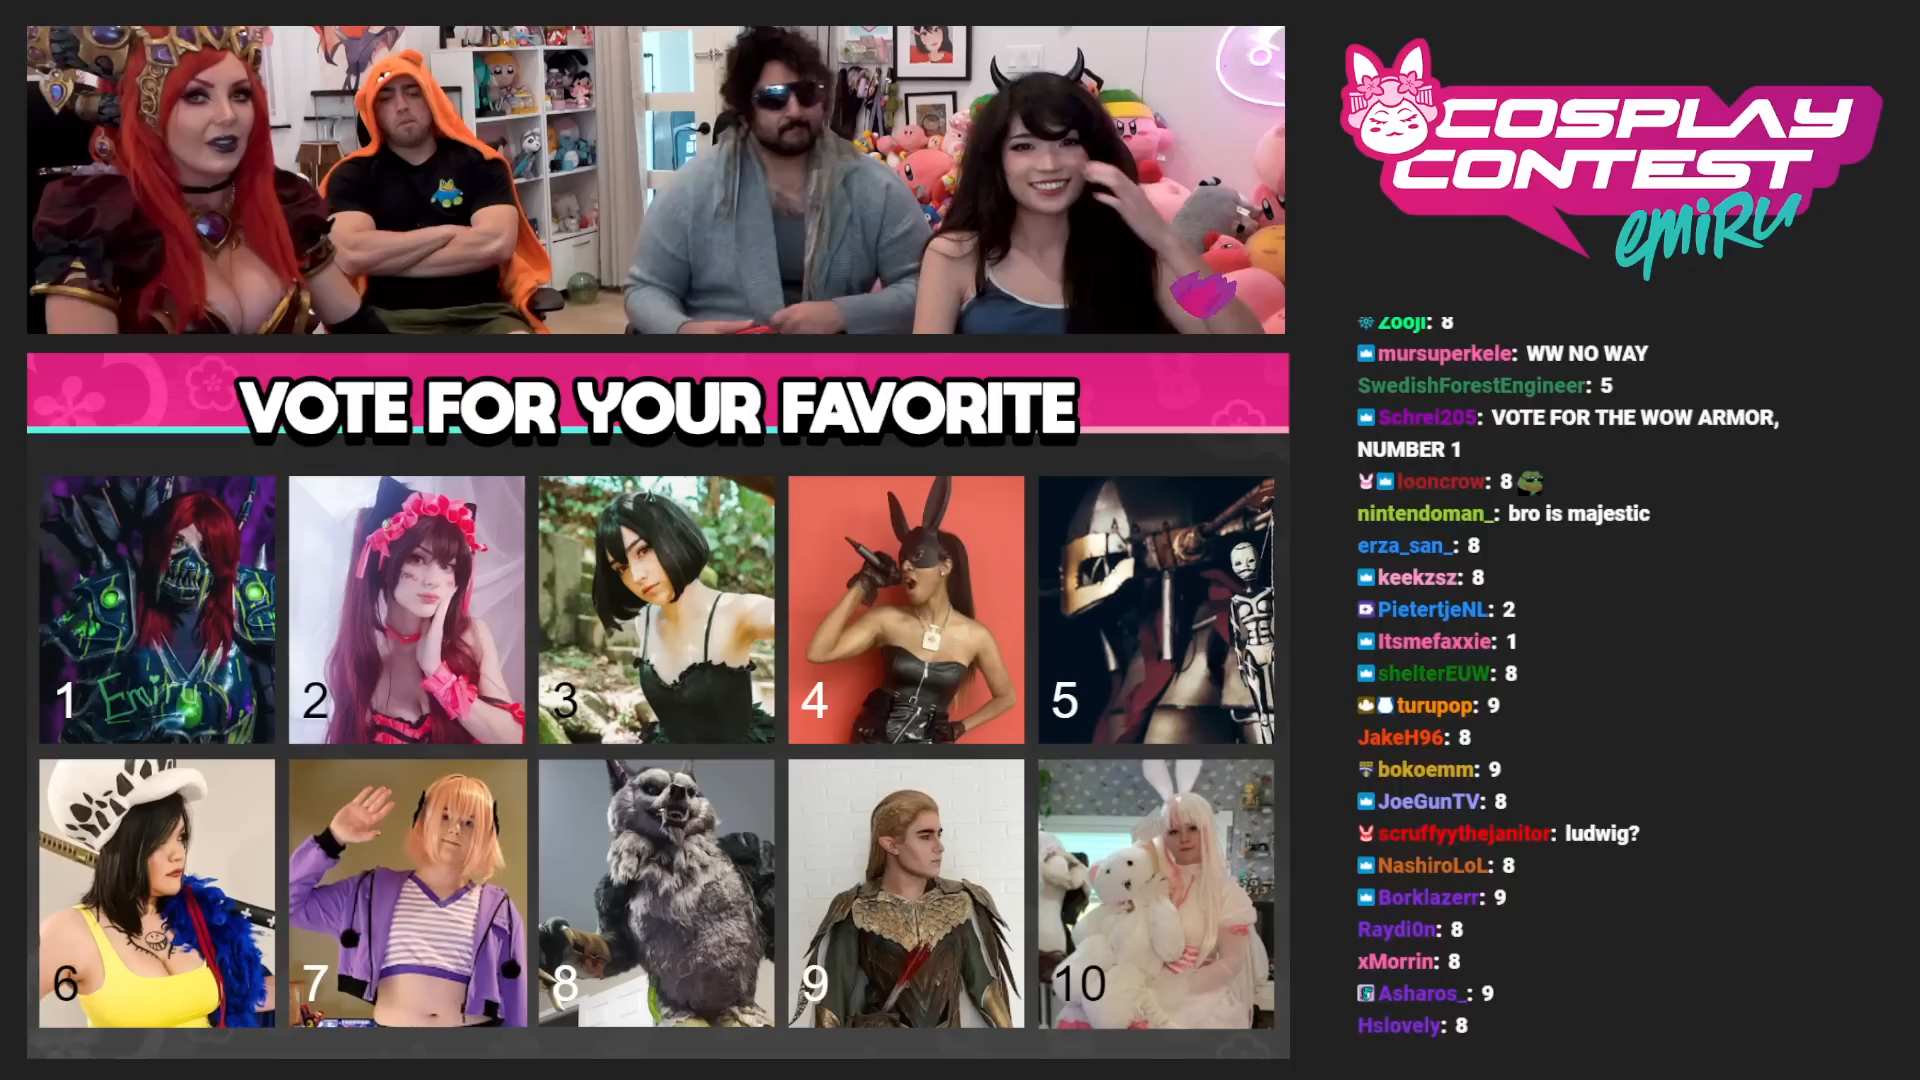 COSPLAY
CONTEST
emiru
VOTE FOR YOUR FAVORITE
1
Emiru
2
3
4
5
6
7
8
9
10
Zooji: 8
mursuperkele: WW NO WAY
SwedishForestEngineer: 5
Schrei205: VOTE FOR THE WOW ARMOR,
NUMBER 1
looncrow: 8
nintendoman_: bro is majestic
erza_san_: 8
keekzsz: 8
PietertjeNL: 2
Itsmefaxxie: 1
shelterEUW: 8
turupop: 9
JakeH96: 8
bokoemm: 9
JoeGunTV: 8
scruffyythejanitor: ludwig?
NashiroLoL: 8
Borklazerr: 9
Raydi0n: 8
xMorrin: 8
Asharos_: 9
Hslovely: 8